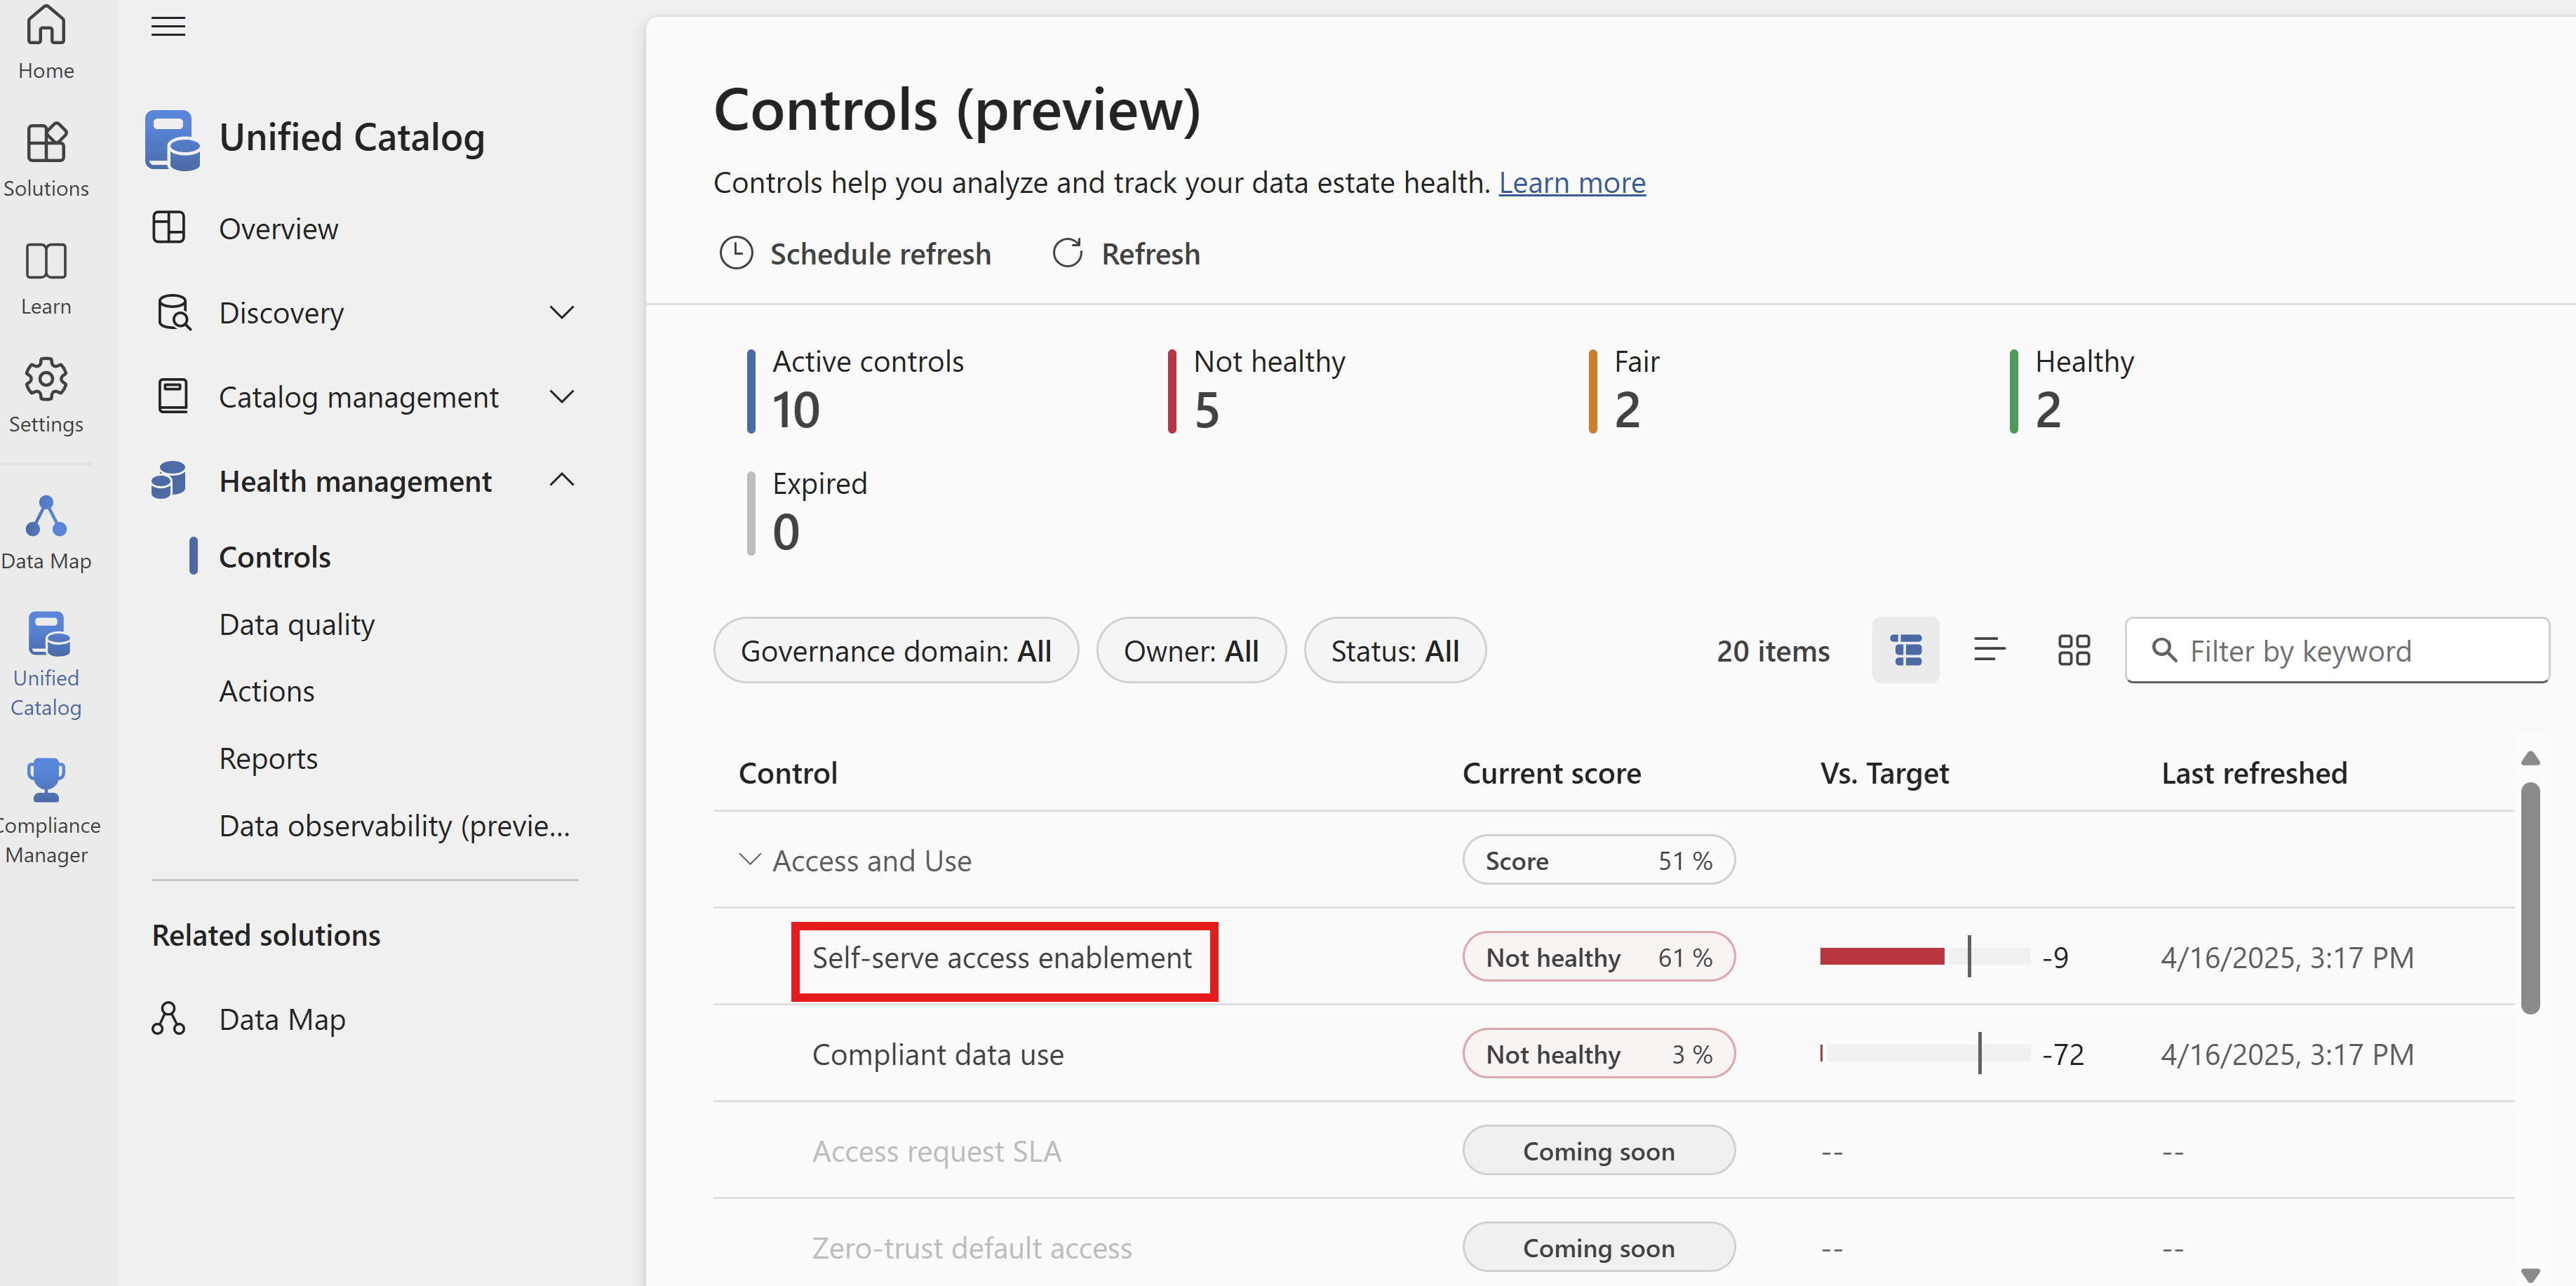 Home
Solutions
Learn
Settings
Data Map
Unified
Catalog
Compliance
Manager
Unified Catalog
Overview
Discovery
Catalog management
Health management
Controls
Data quality
Actions
Reports
Data observability (previe...
Related solutions
Data Map
Controls (preview)
Controls help you analyze and track your data estate health. Learn more
Schedule refresh Refresh
Active controls
10
Not healthy
5
Fair
2
Healthy
2
Expired
0
Governance domain: All Owner: All Status: All 20 items Filter by keyword
Control Current score Vs. Target Last refreshed
Access and Use Score 51 %
Self-serve access enablement Not healthy 61 % -9 4/16/2025, 3:17 PM
Compliant data use Not healthy 3 % -72 4/16/2025, 3:17 PM
Access request SLA Coming soon -- --
Zero-trust default access Coming soon -- --